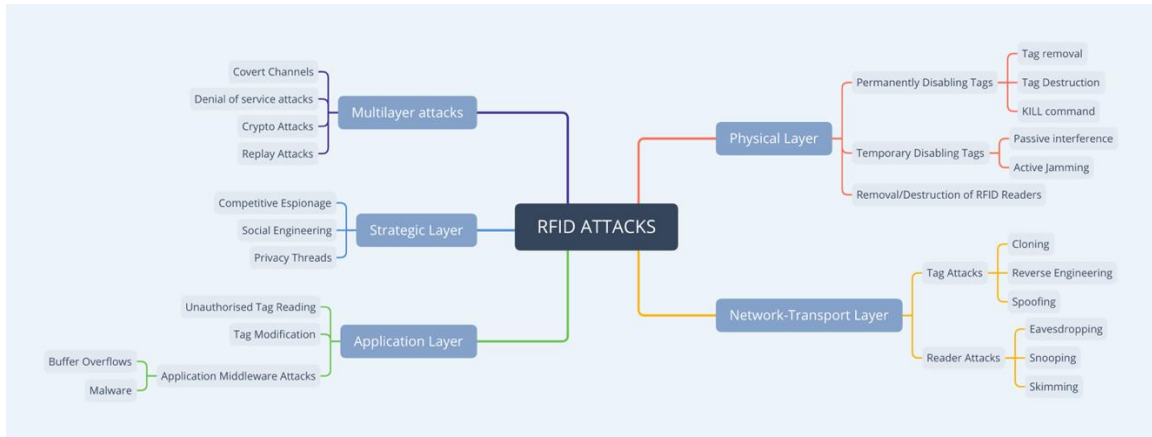 RFID ATTACKS
Multilayer attacks
Covert Channels
Denial of service attacks
Crypto Attacks
Replay Attacks
Strategic Layer
Competitive Espionage
Social Engineering
Privacy Threads
Application Layer
Unauthorised Tag Reading
Tag Modification
Application Middleware Attacks
Buffer Overflows
Malware
Physical Layer
Permanently Disabling Tags
Tag removal
Tag Destruction
KILL command
Temporary Disabling Tags
Passive interference
Active Jamming
Removal/Destruction of RFID Readers
Network-Transport Layer
Tag Attacks
Cloning
Reverse Engineering
Spoofing
Reader Attacks
Eavesdropping
Snooping
Skimming